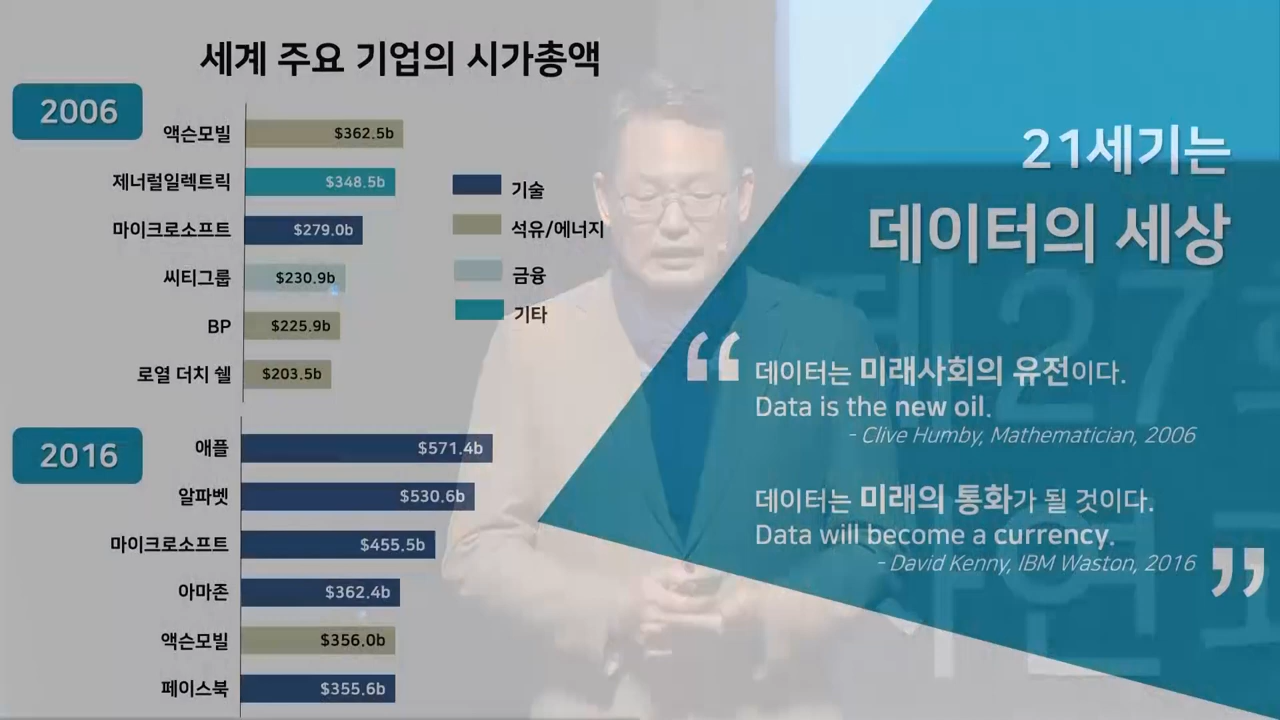 세계 주요 기업의 시가총액
2006
액슨모빌 $362.5b
제너럴일렉트릭 $348.5b
마이크로소프트 $279.0b
씨티그룹 $230.9b
BP $225.9b
로열 더치 쉘 $203.5b
기술
석유/에너지
금융
기타
2016
애플 $571.4b
알파벳 $530.6b
마이크로소프트 $455.5b
아마존 $362.4b
액슨모빌 $356.0b
페이스북 $355.6b
21세기는
데이터의 세상
“ 데이터는 미래사회의 유전이다.
Data is the new oil.
- Clive Humby, Mathematician, 2006
데이터는 미래의 통화가 될 것이다.
Data will become a currency.
- David Kenny, IBM Waston, 2016 ”
제27회